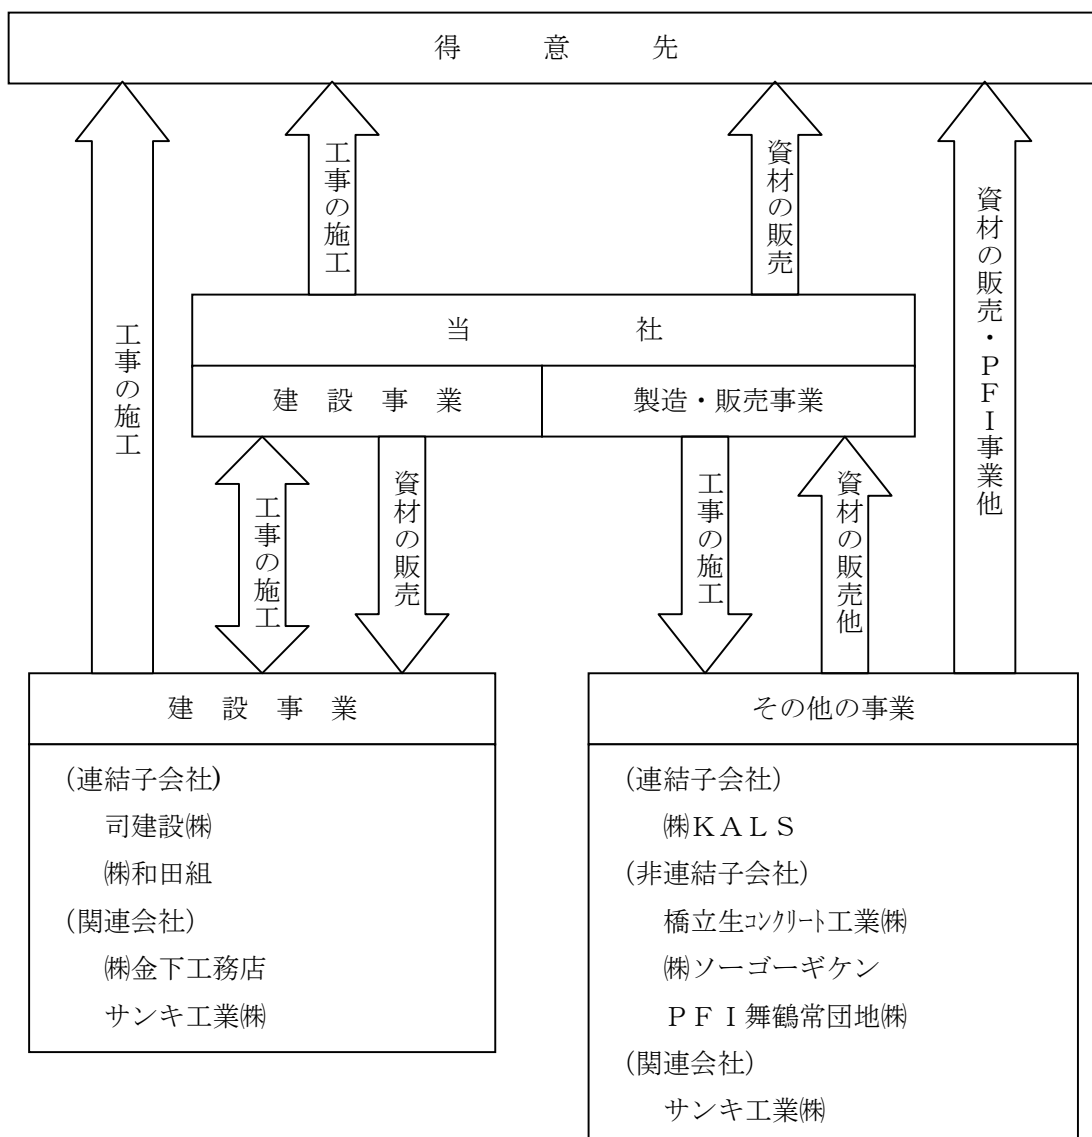 得意先
工事の施工
工事の施工
資材の販売
資材の販売・ＰＦＩ事業他
当社
建設事業
製造・販売事業
工事の施工
資材の販売
工事の施工
資材の販売他
建設事業
(連結子会社)
司建設㈱
㈱和田組
(関連会社)
㈱金下工務店
サンキ工業㈱
その他の事業
(連結子会社)
㈱ＫＡＬＳ
(非連結子会社)
橋立生ｺﾝｸﾘｰﾄ工業㈱
㈱ソーゴーギケン
ＰＦＩ舞鶴常団地㈱
(関連会社)
サンキ工業㈱